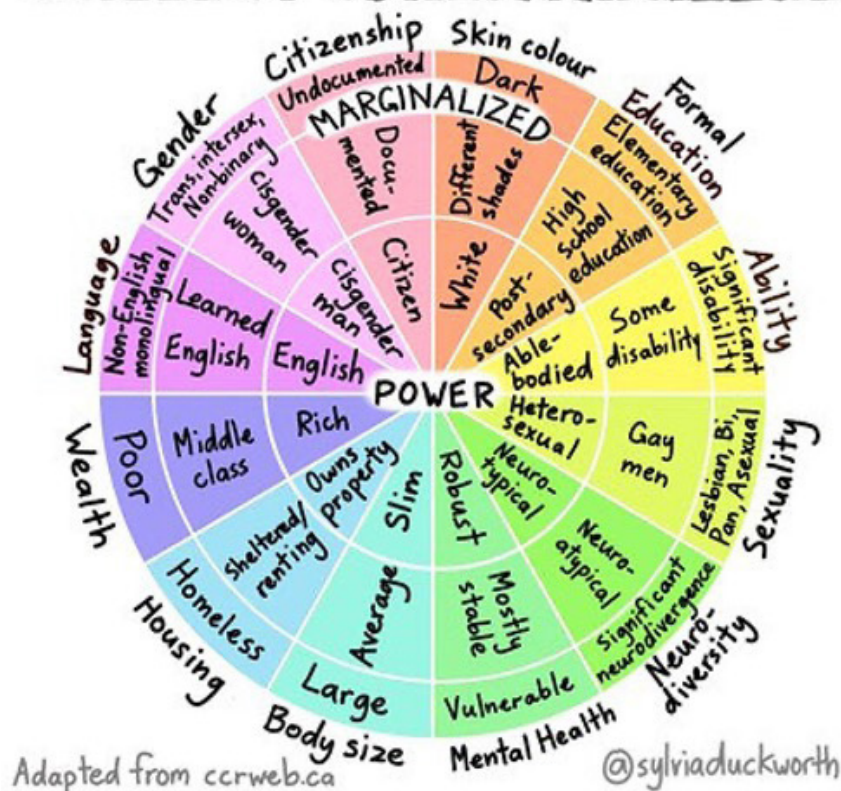 Citizenship
Undocumented
Docu-
mented
Citizen
Skin colour
Dark
Different
shades
White
Formal
Education
Elementary
education
High
school
education
Post-
secondary
Ability
Significant
disability
Some
disability
Able-
bodied
Sexuality
Lesbian, Bi,
Pan, Asexual
Gay
men
Hetero-
sexual
Neuro-
diversity
Significant
neurodivergence
Neuro-
atypical
Neuro-
typical
Mental Health
Vulnerable
Mostly
stable
Robust
Body size
Large
Average
Slim
Housing
Homeless
Sheltered/
renting
Owns
property
Wealth
Poor
Middle
class
Rich
Language
Non-English
monolingual
Learned
English
English
Gender
Trans, intersex,
Non-binary
cisgender
woman
cisgender
man
MARGINALIZED
POWER
Adapted from ccrweb.ca
@sylviaduckworth